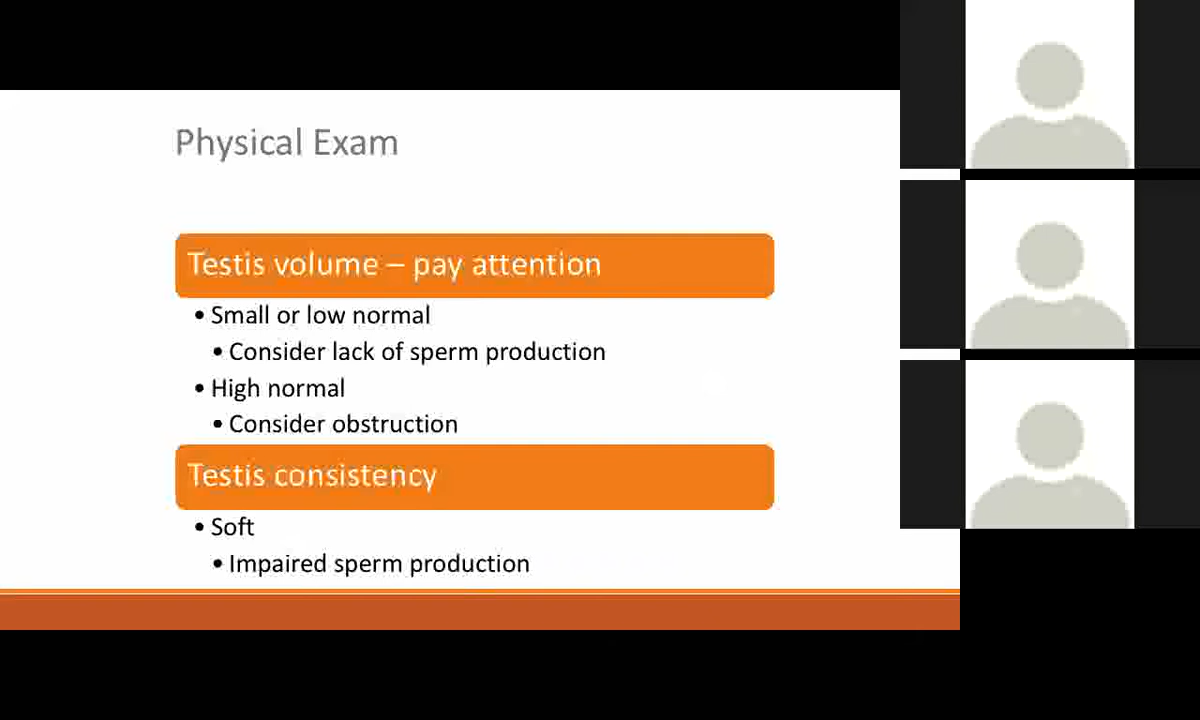 Physical Exam
Testis volume – pay attention
• Small or low normal
• Consider lack of sperm production
• High normal
• Consider obstruction
Testis consistency
• Soft
• Impaired sperm production